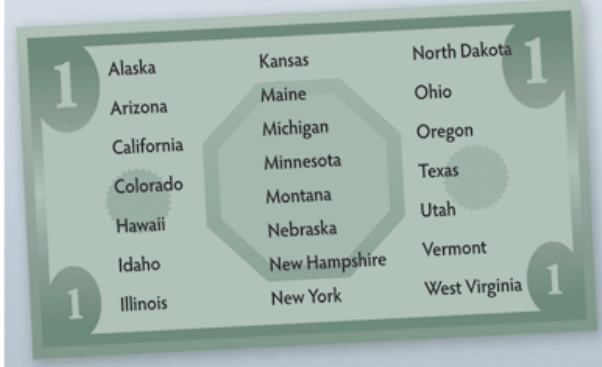 1
1
Alaska
Arizona
California
Colorado
Hawaii
Idaho
Illinois
Kansas
Maine
Michigan
Minnesota
Montana
Nebraska
New Hampshire
New York
North Dakota
Ohio
Oregon
Texas
Utah
Vermont
West Virginia
1
1